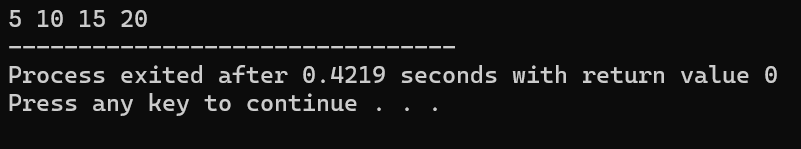 5 10 15 20
--------------------------------
Process exited after 0.4219 seconds with return value 0
Press any key to continue . . .